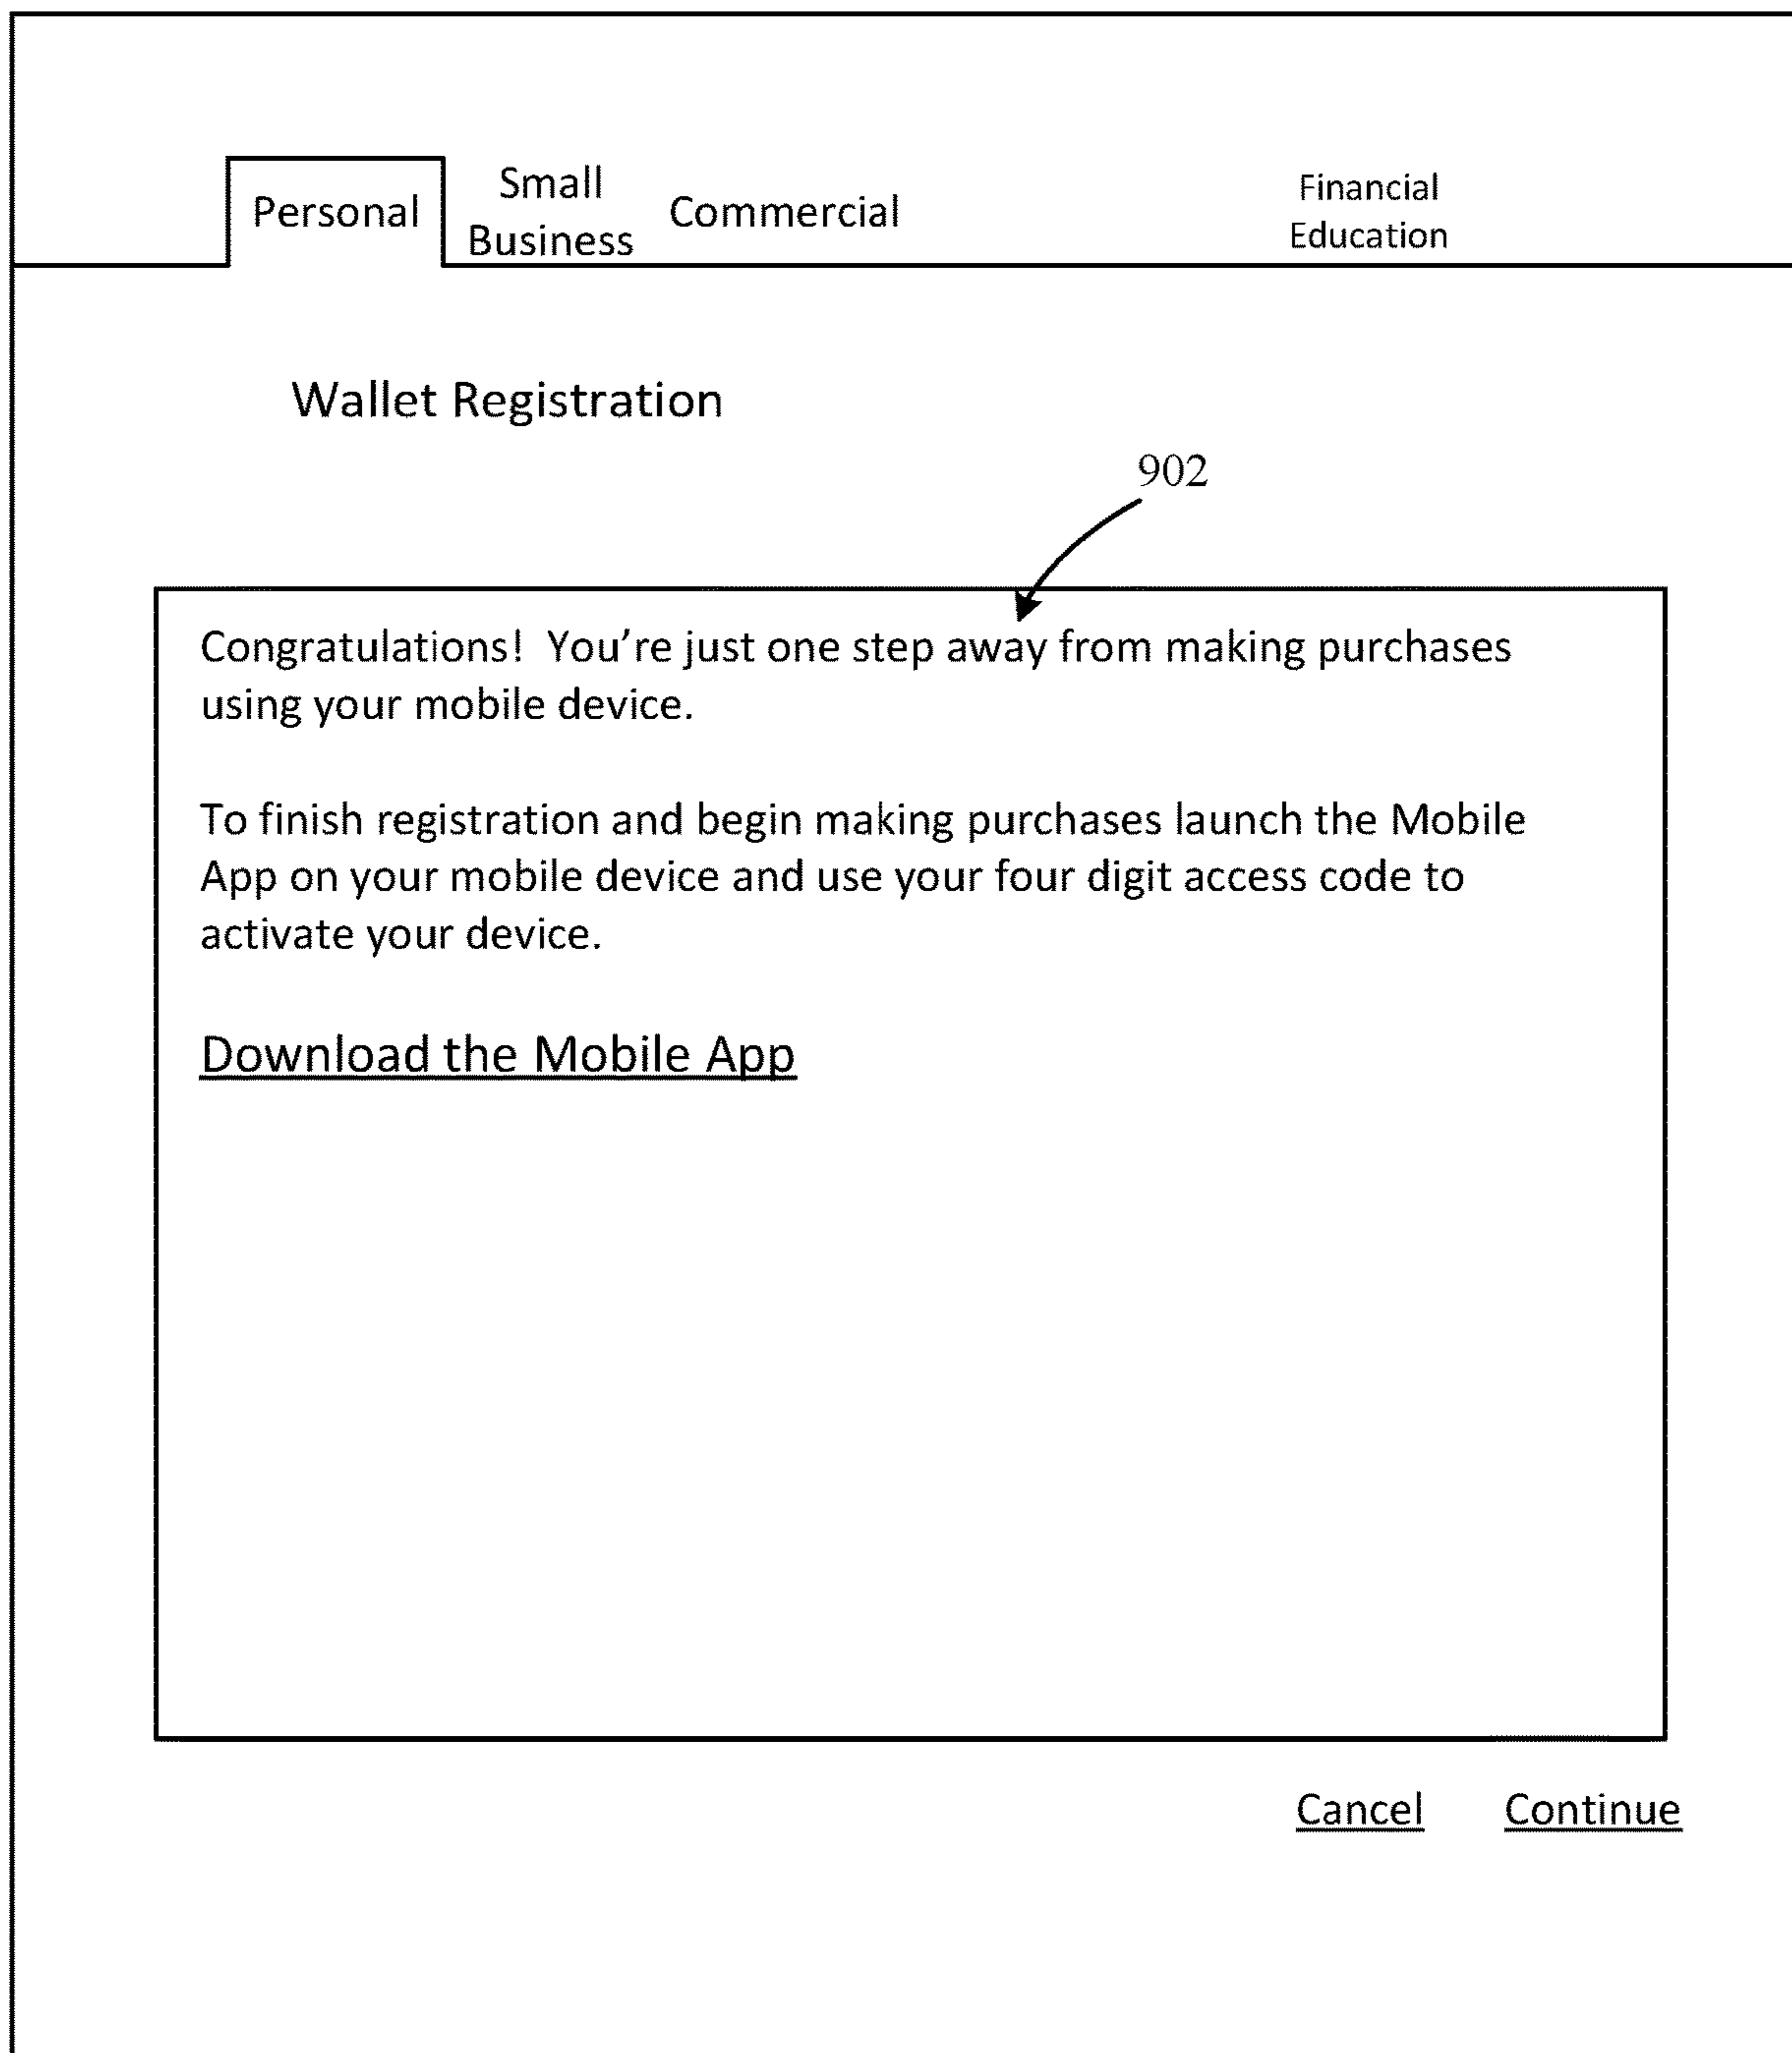 Personal
Small
Business
Commercial
Financial
Education
Wallet Registration
902
Congratulations!  You’re just one step away from making purchases
using your mobile device.
To finish registration and begin making purchases launch the Mobile
App on your mobile device and use your four digit access code to
activate your device.
Download the Mobile App
Cancel
Continue